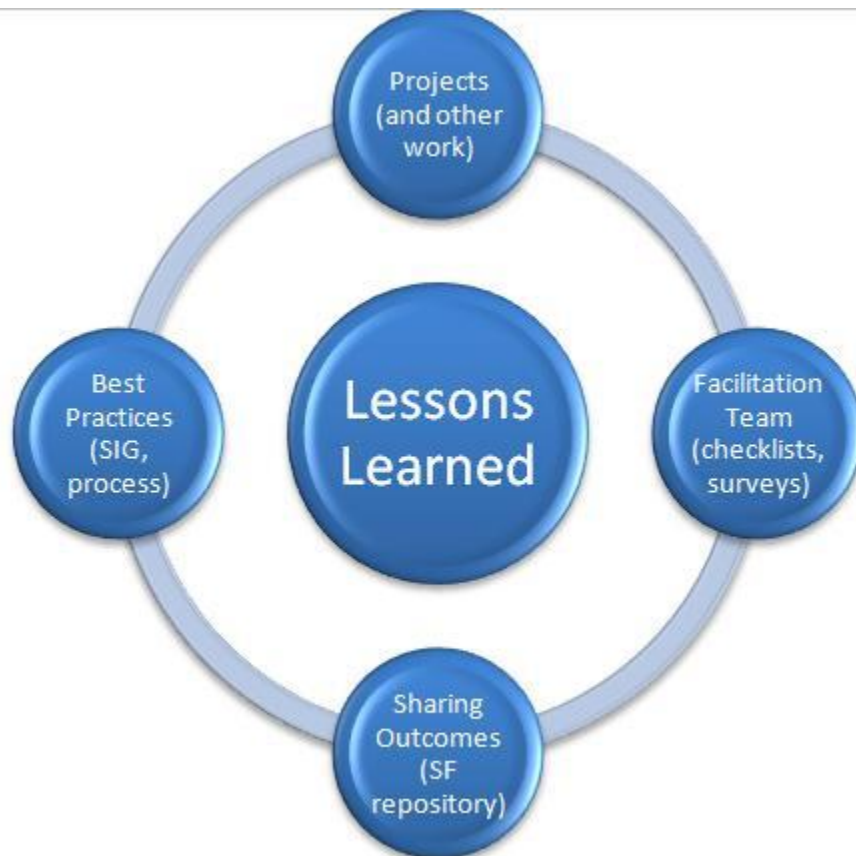 Projects
(and other
work)
Best
Practices
(SIG,
process)
Lessons
Learned
Facilitation
Team
(checklists,
surveys)
Sharing
Outcomes
(SF
repository)